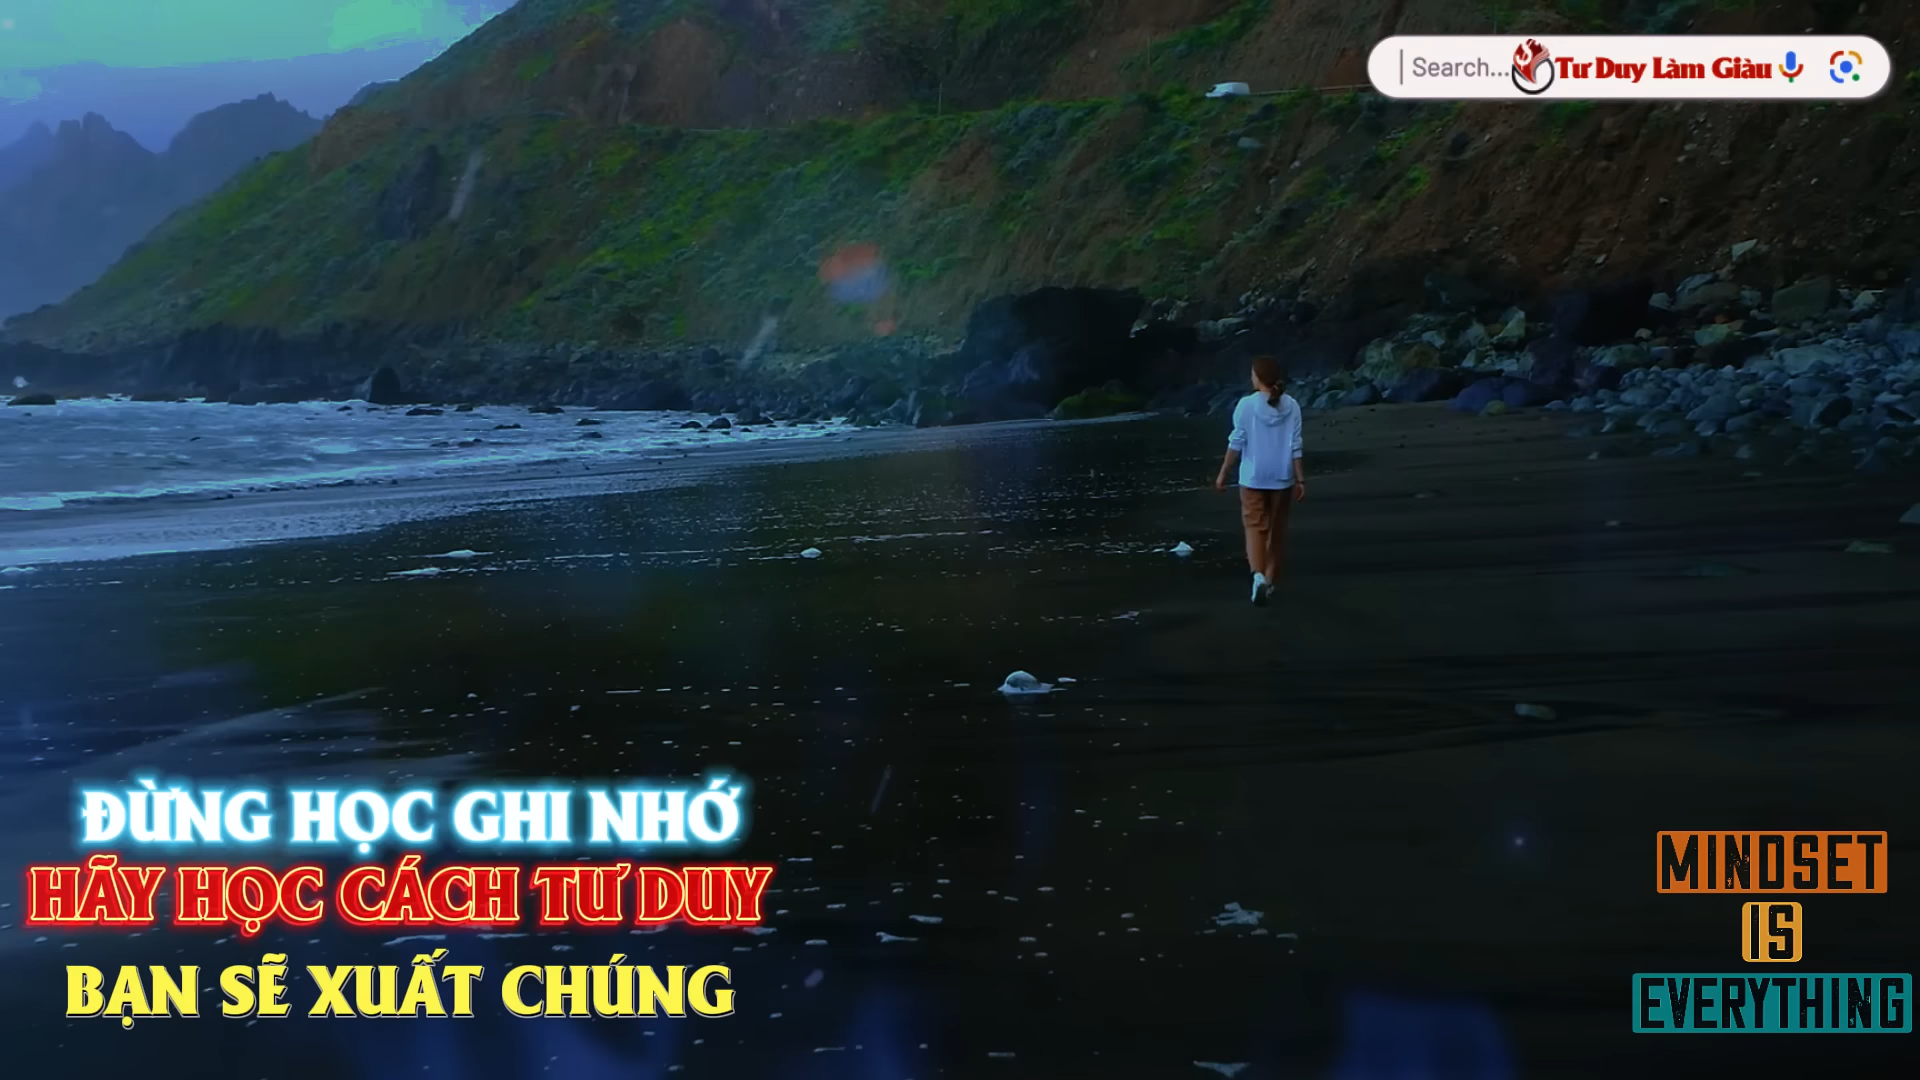 Search... Tư Duy Làm Giàu
ĐỪNG HỌC GHI NHỚ
HÃY HỌC CÁCH TƯ DUY
BẠN SẼ XUẤT CHÚNG
MINDSET
IS
EVERYTHING